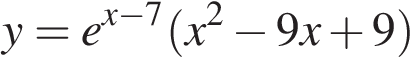 y = e^{x-7}(x^2 - 9x + 9)